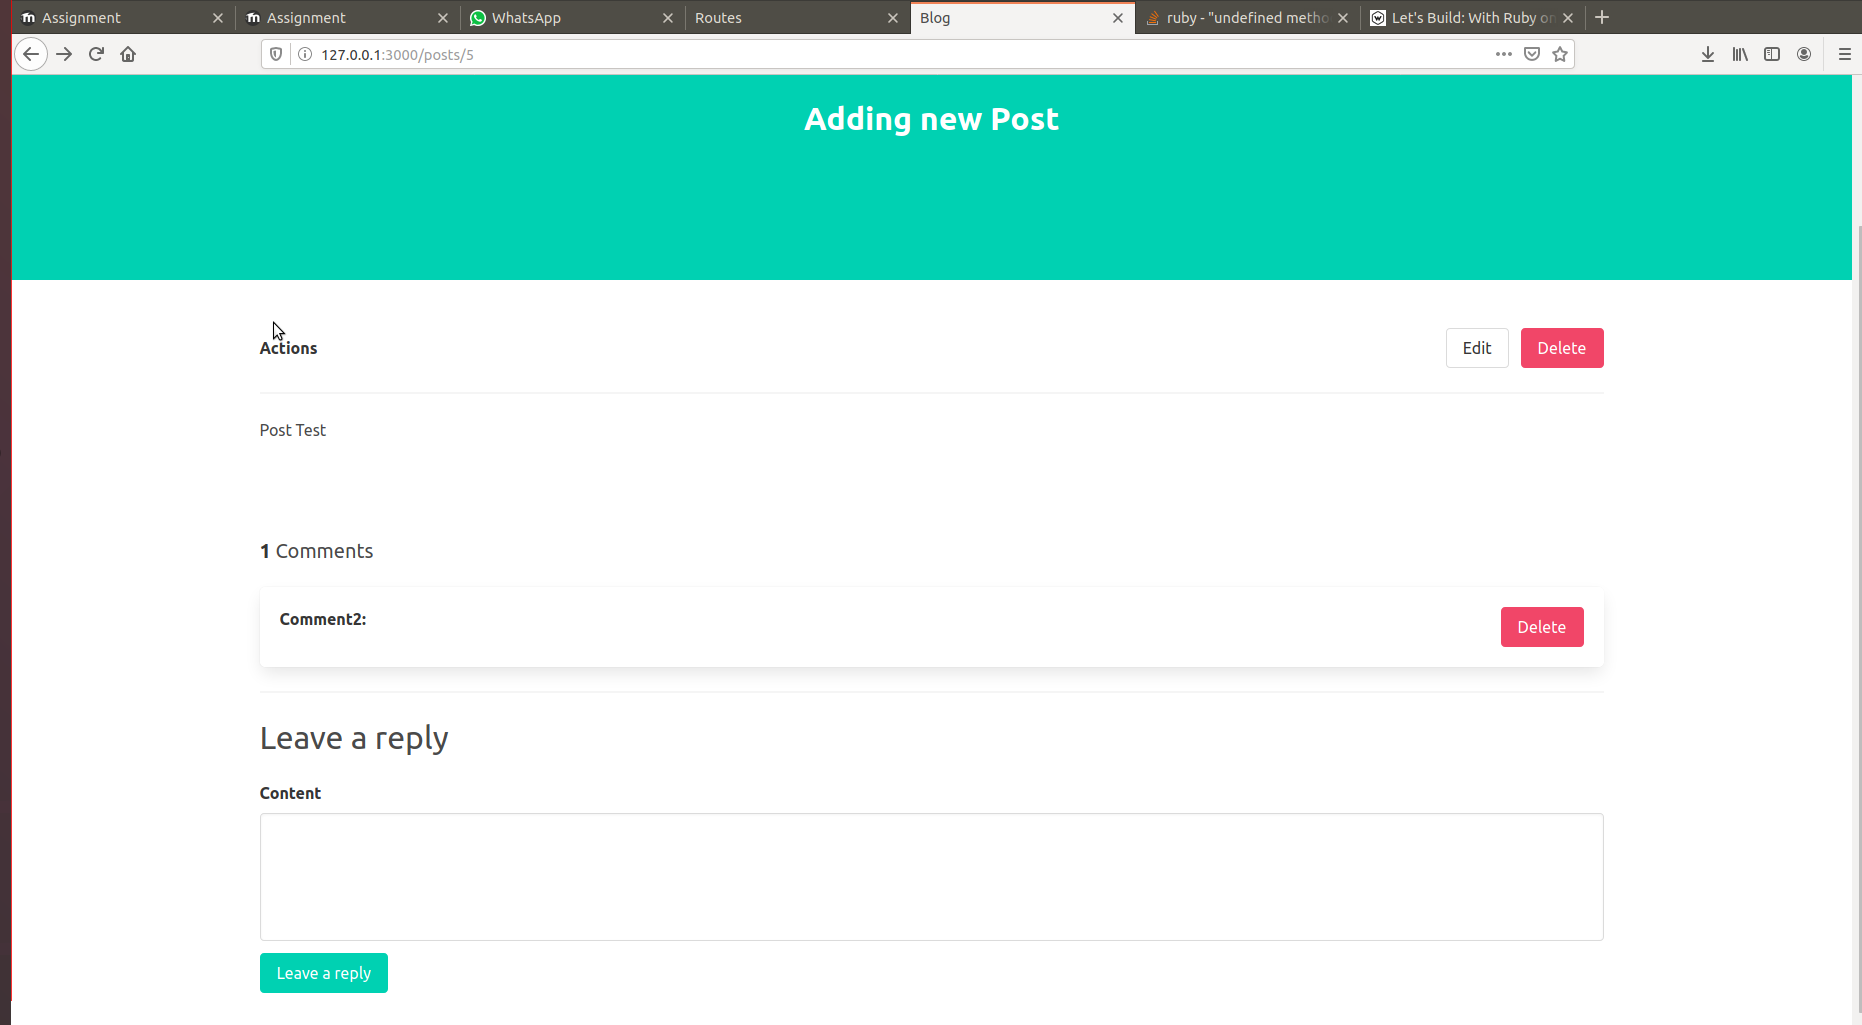 Assignment
Assignment
WhatsApp
Routes
Blog
ruby - "undefined metho
Let's Build: With Ruby on
127.0.0.1:3000/posts/5
Adding new Post
Actions
Edit
Delete
Post Test
1 Comments
Comment2:
Delete
Leave a reply
Content
Leave a reply